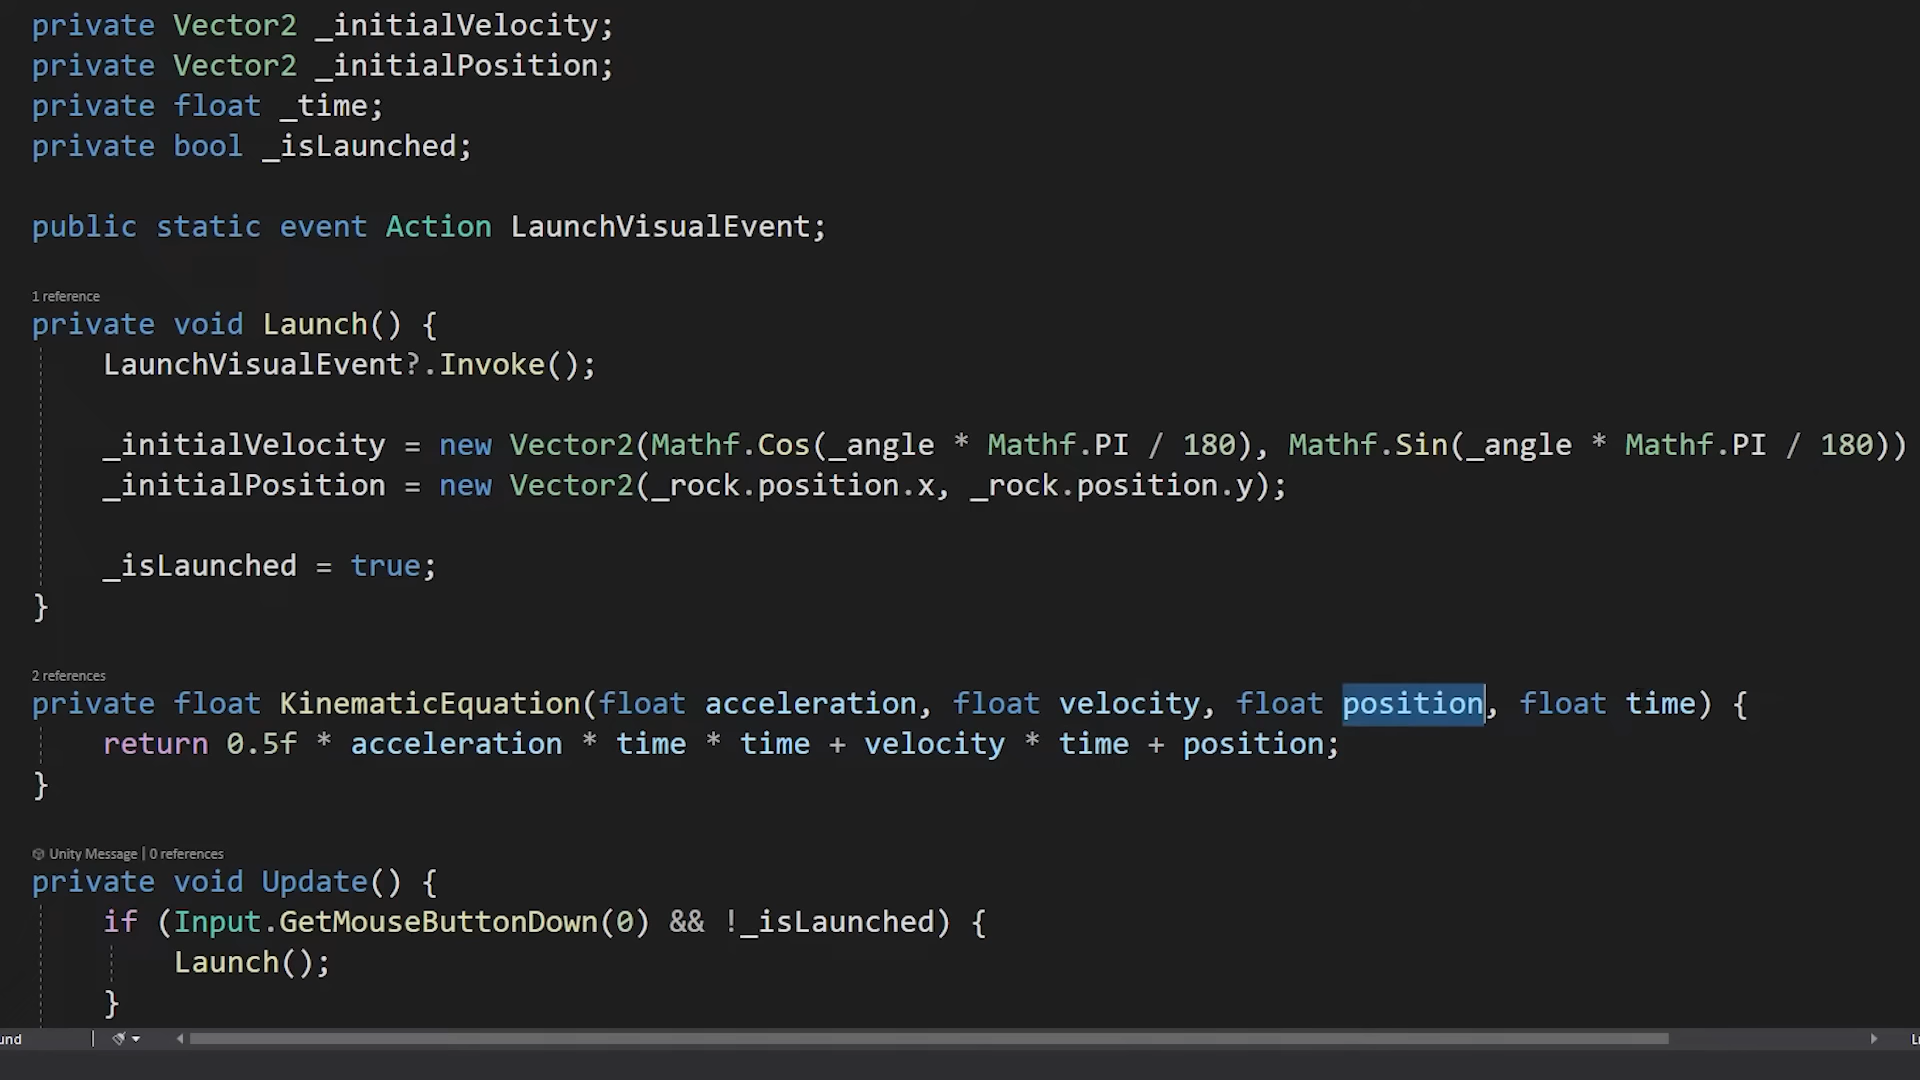 private Vector2 _initialVelocity;
private Vector2 _initialPosition;
private float _time;
private bool _isLaunched;
public static event Action LaunchVisualEvent;
1 reference
private void Launch() {
LaunchVisualEvent?.Invoke();
_initialVelocity = new Vector2(Mathf.Cos(_angle * Mathf.PI / 180), Mathf.Sin(_angle * Mathf.PI / 180))
_initialPosition = new Vector2(_rock.position.x, _rock.position.y);
_isLaunched = true;
}
2 references
private float KinematicEquation(float acceleration, float velocity, float position, float time) {
return 0.5f * acceleration * time * time + velocity * time + position;
}
Unity Message | 0 references
private void Update() {
if (Input.GetMouseButtonDown(0) && !_isLaunched) {
Launch();
}